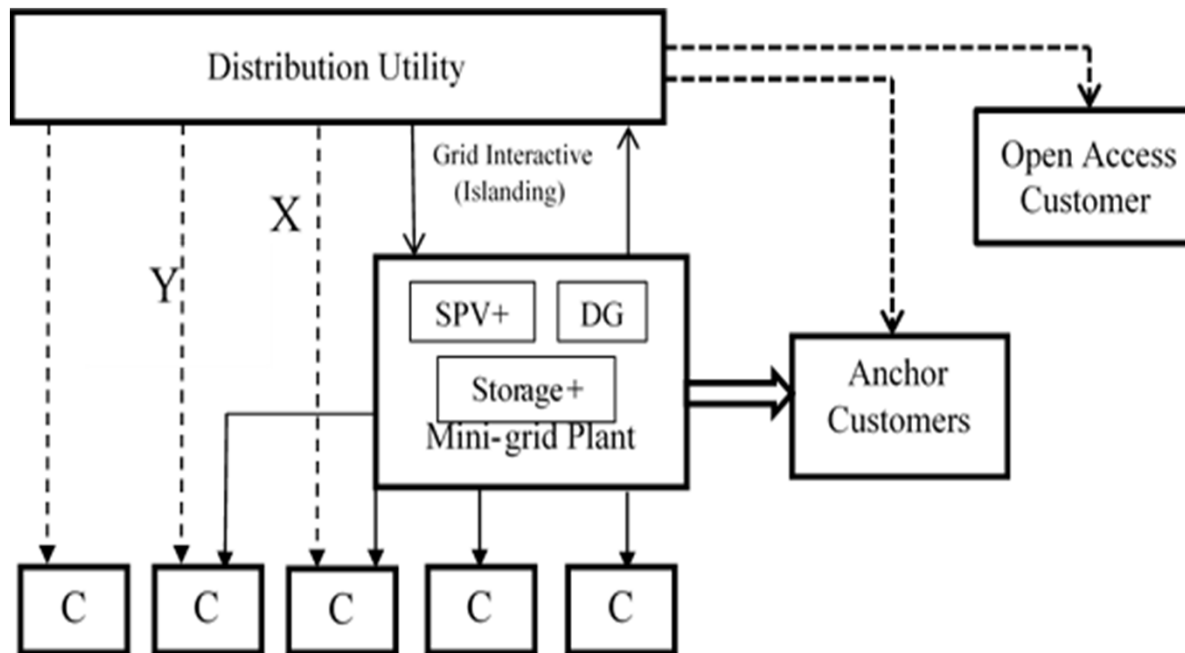 Distribution Utility
Grid Interactive
(Islanding)
Open Access
Customer
X
Y
SPV+
DG
Storage+
Mini-grid Plant
Anchor
Customers
C
C
C
C
C